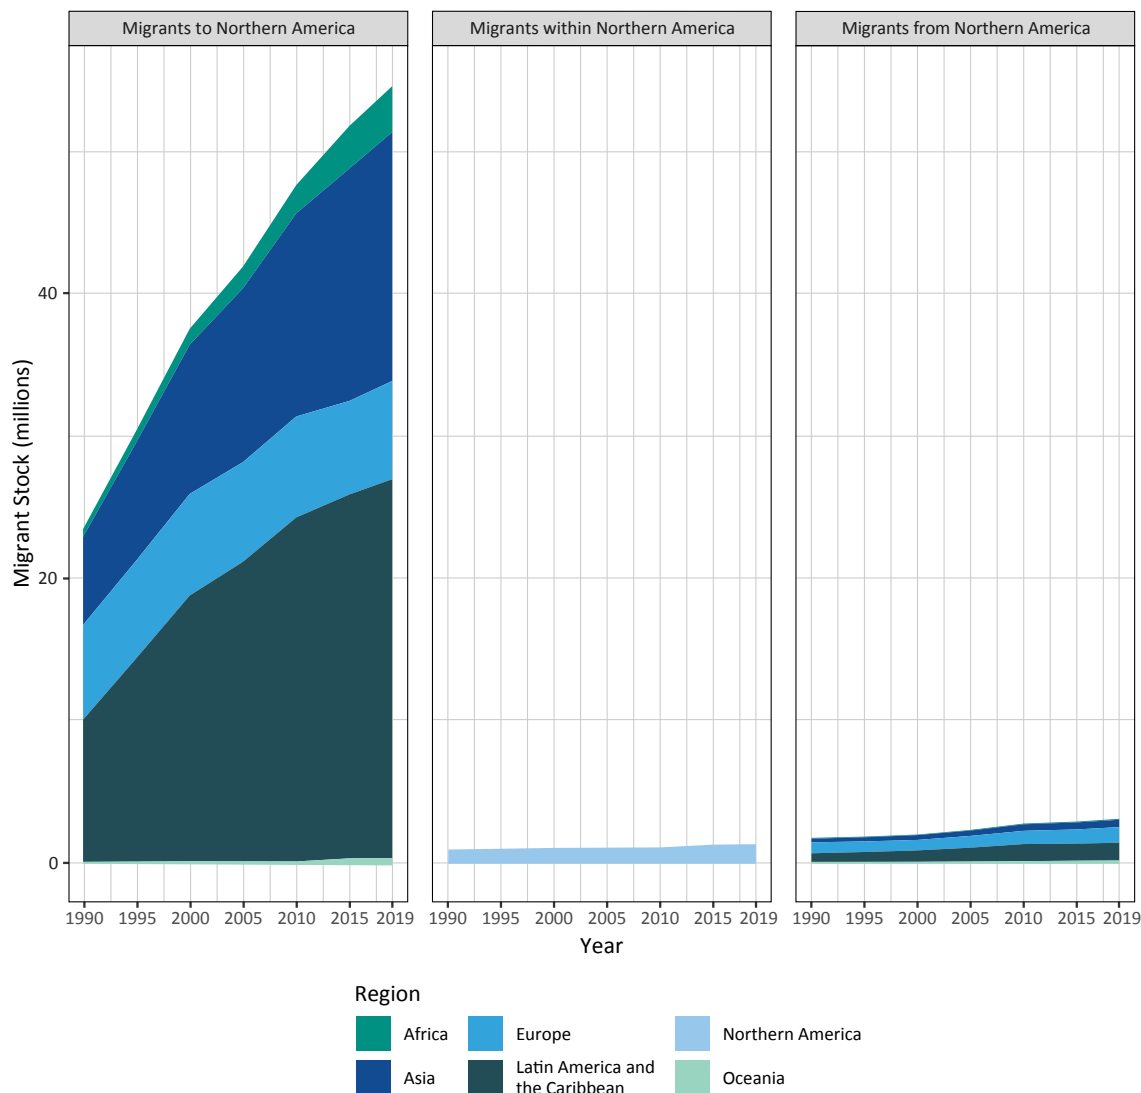 Migrants to Northern America
Migrants within Northern America
Migrants from Northern America
Migrant Stock (millions)
40
20
0
1990 1995 2000 2005 2010 2015 2019
1990 1995 2000 2005 2010 2015 2019
1990 1995 2000 2005 2010 2015 2019
Year
Region
Africa
Europe
Northern America
Asia
Latin America and
the Caribbean
Oceania